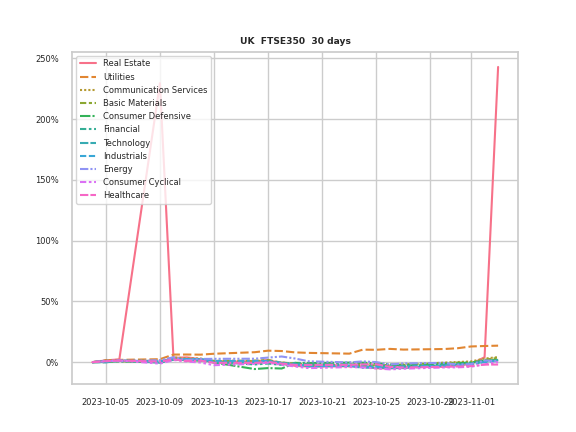 UK FTSE350 30 days
250%
200%
150%
100%
50%
0%
Real Estate
Utilities
Communication Services
Basic Materials
Consumer Defensive
Financial
Technology
Industrials
Energy
Consumer Cyclical
Healthcare
2023-10-05 2023-10-09 2023-10-13 2023-10-17 2023-10-21 2023-10-25 2023-10-29 2023-11-01